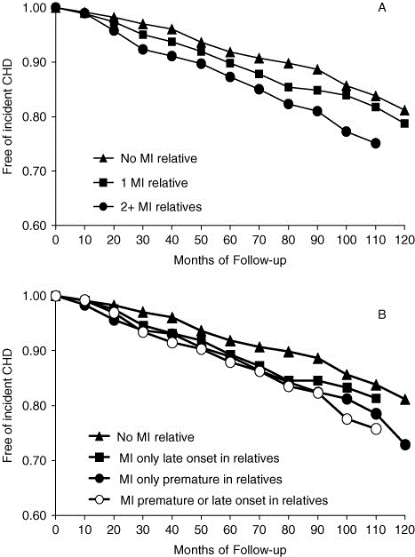 A
1.00
0.90
0.80
0.70
0.60
Free of incident CHD
No MI relative
1 MI relative
2+ MI relatives
0 10 20 30 40 50 60 70 80 90 100 110 120
Months of Follow-up
B
1.00
0.90
0.80
0.70
0.60
Free of incident CHD
No MI relative
MI only late onset in relatives
MI only premature in relatives
MI premature or late onset in relatives
0 10 20 30 40 50 60 70 80 90 100 110 120
Months of Follow-up